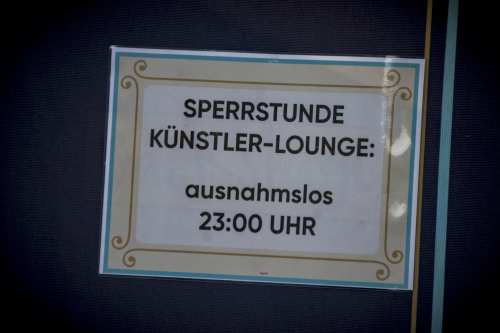 SPERRSTUNDE
KÜNSTLER-LOUNGE:
ausnahmslos
23:00 UHR